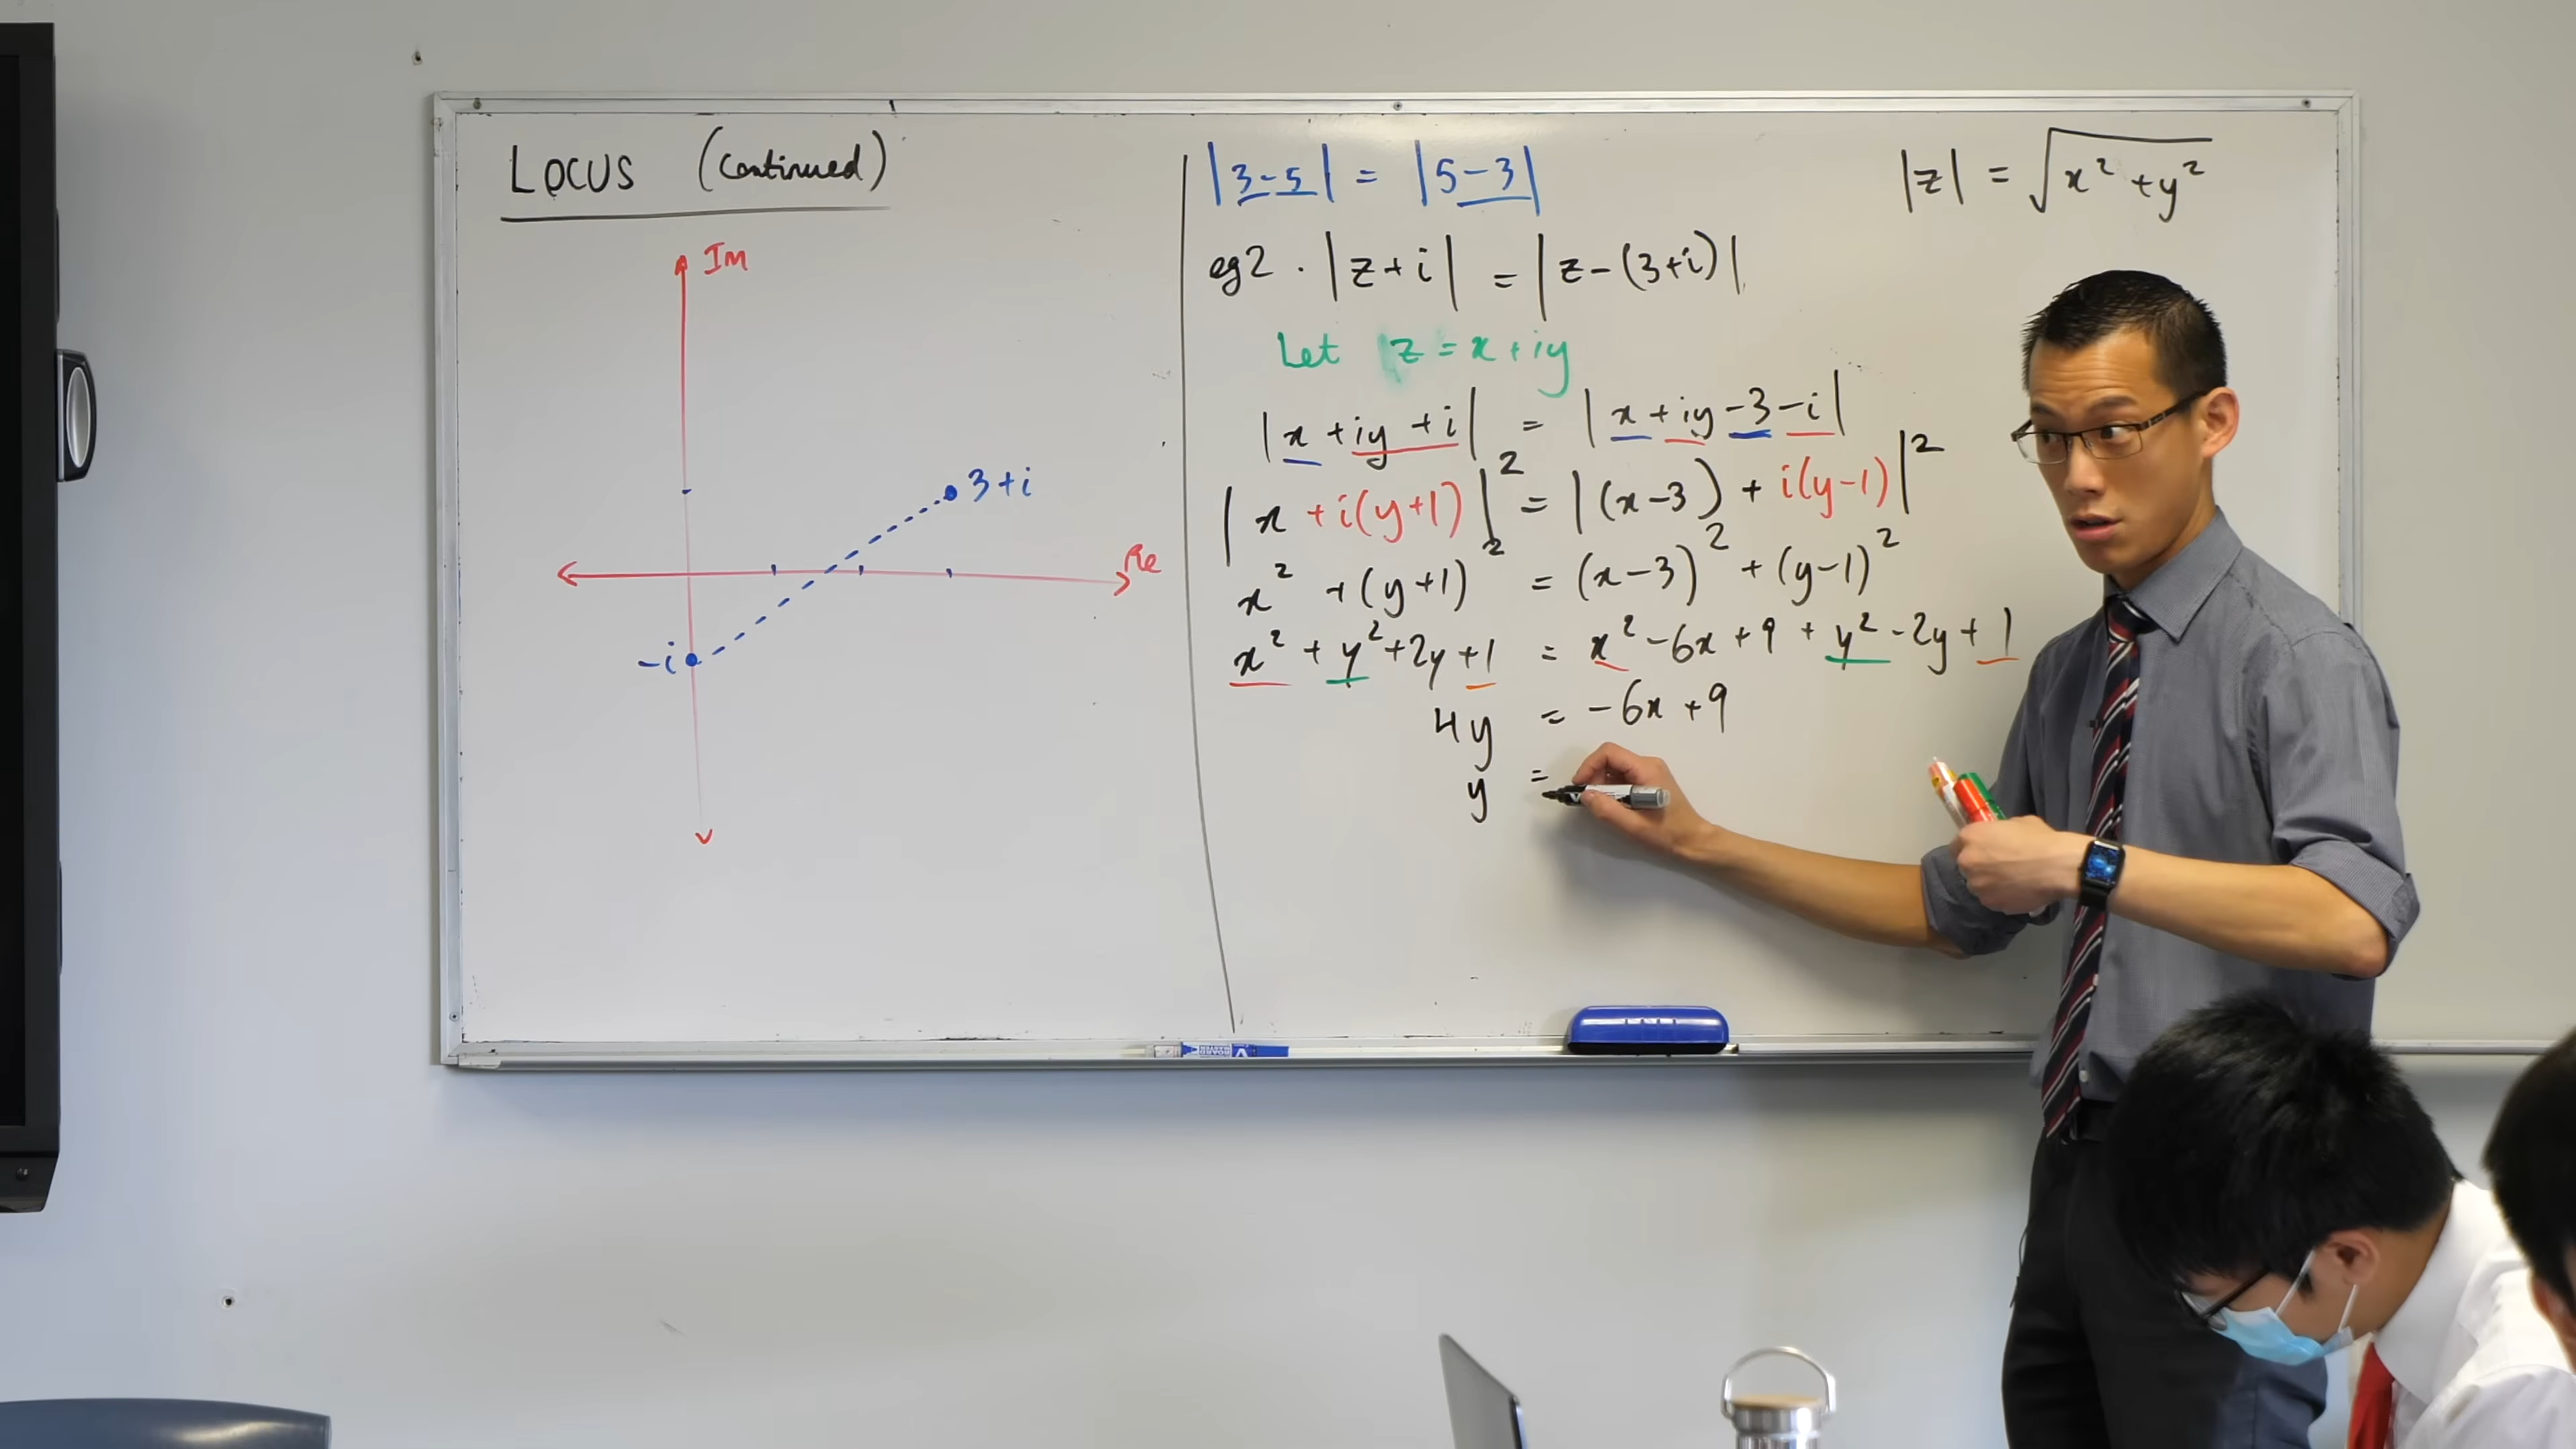 Locus (continued)
Im
3+i
Re
-i
|3-5| = |5-3|
|z| = √(x² + y²)
eg2. |z+i| = |z-(3+i)|
Let z = x + iy
|x + iy + i| = |x + iy - 3 - i|
|x + i(y+1)|² = |(x-3) + i(y-1)|²
x² + (y+1)² = (x-3)² + (y-1)²
x² + y² + 2y + 1 = x² - 6x + 9 + y² - 2y + 1
4y = -6x + 9
y =